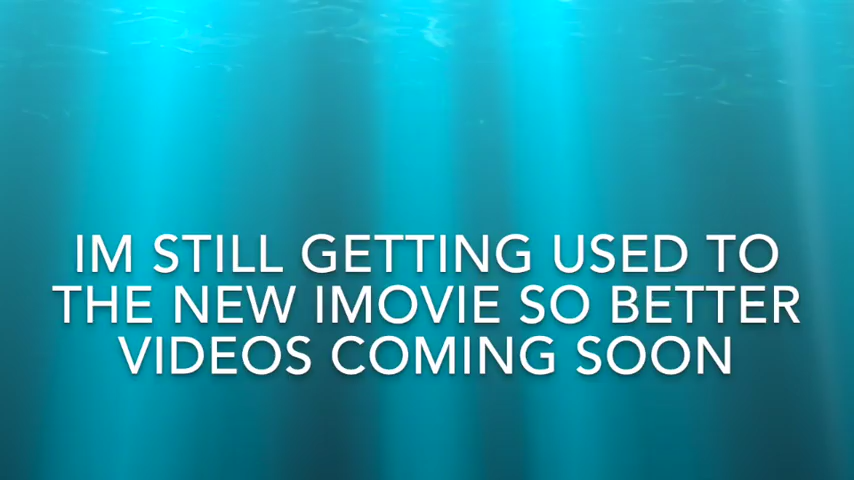 IM STILL GETTING USED TO
THE NEW IMOVIE SO BETTER
VIDEOS COMING SOON